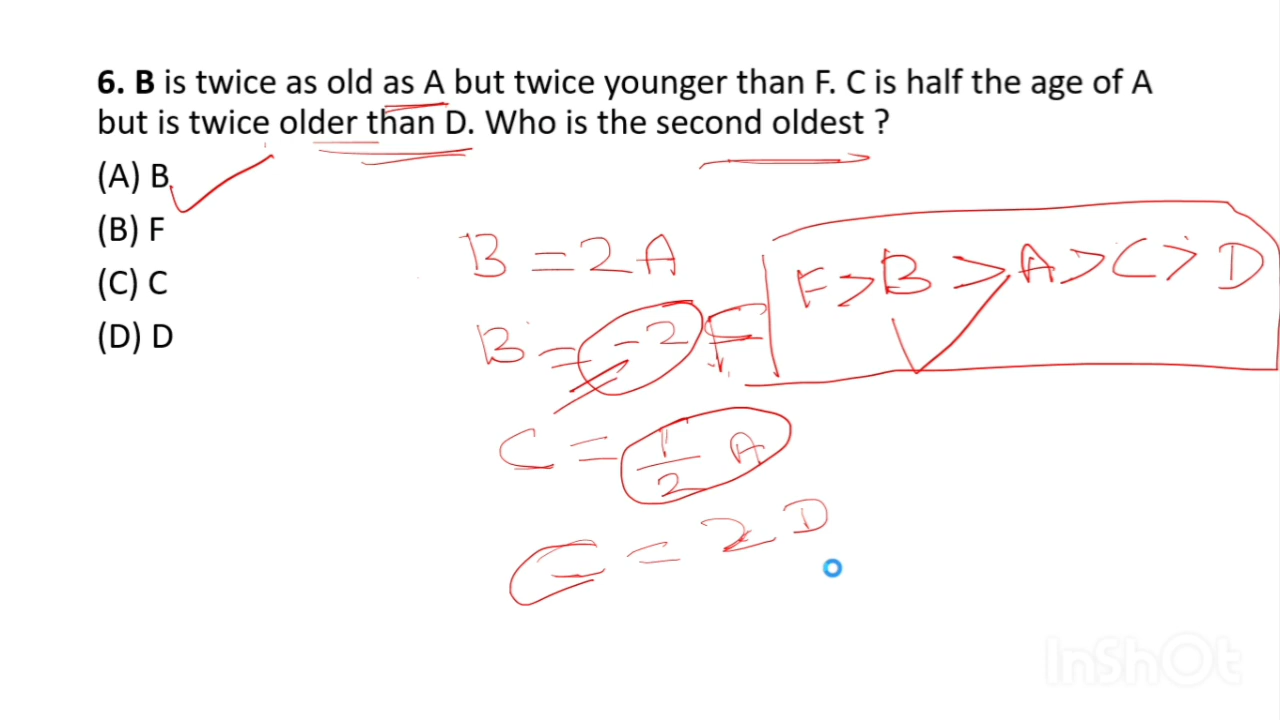 6. B is twice as old as A but twice younger than F. C is half the age of A
but is twice older than D. Who is the second oldest ?
(A) B
(B) F
(C) C
(D) D
B = 2A
B = -2 F
C = 1/2 A
C = 2D
F > B > A > C > D
InShOt